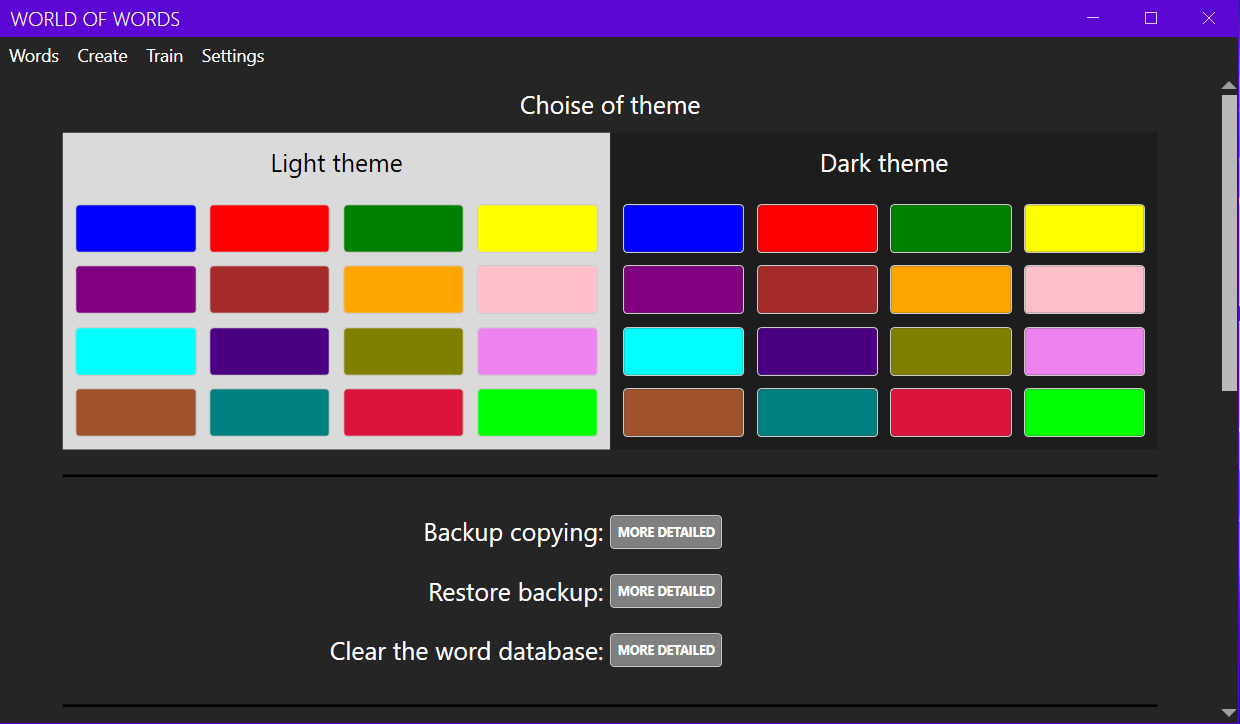 WORLD OF WORDS
Words Create Train Settings
Choise of theme
Light theme
Dark theme
Backup copying: MORE DETAILED
Restore backup: MORE DETAILED
Clear the word database: MORE DETAILED